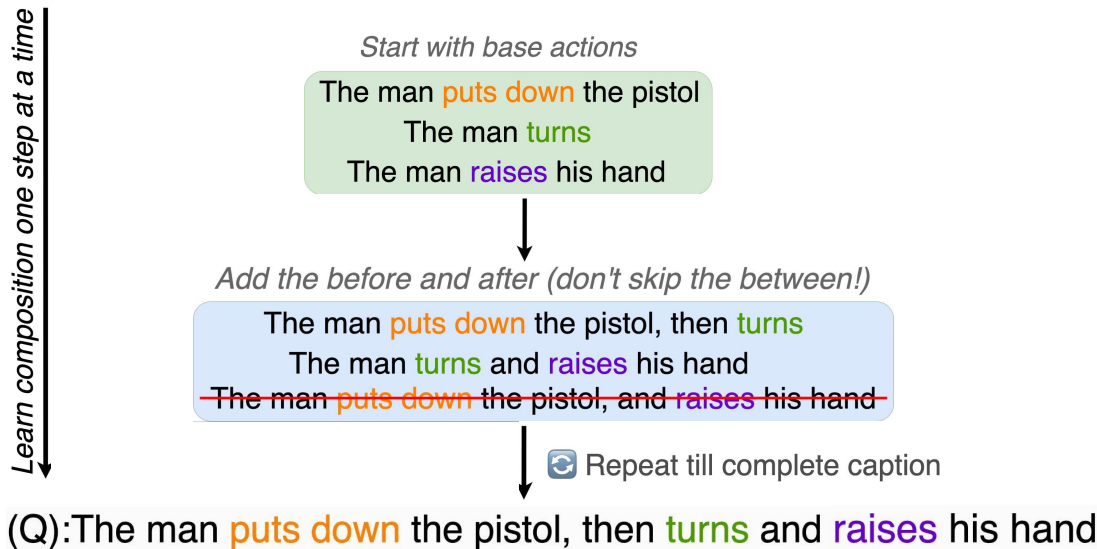 Learn composition one step at a time
Start with base actions
The man puts down the pistol
The man turns
The man raises his hand
Add the before and after (don't skip the between!)
The man puts down the pistol, then turns
The man turns and raises his hand
The man puts down the pistol, and raises his hand
Repeat till complete caption
(Q):The man puts down the pistol, then turns and raises his hand